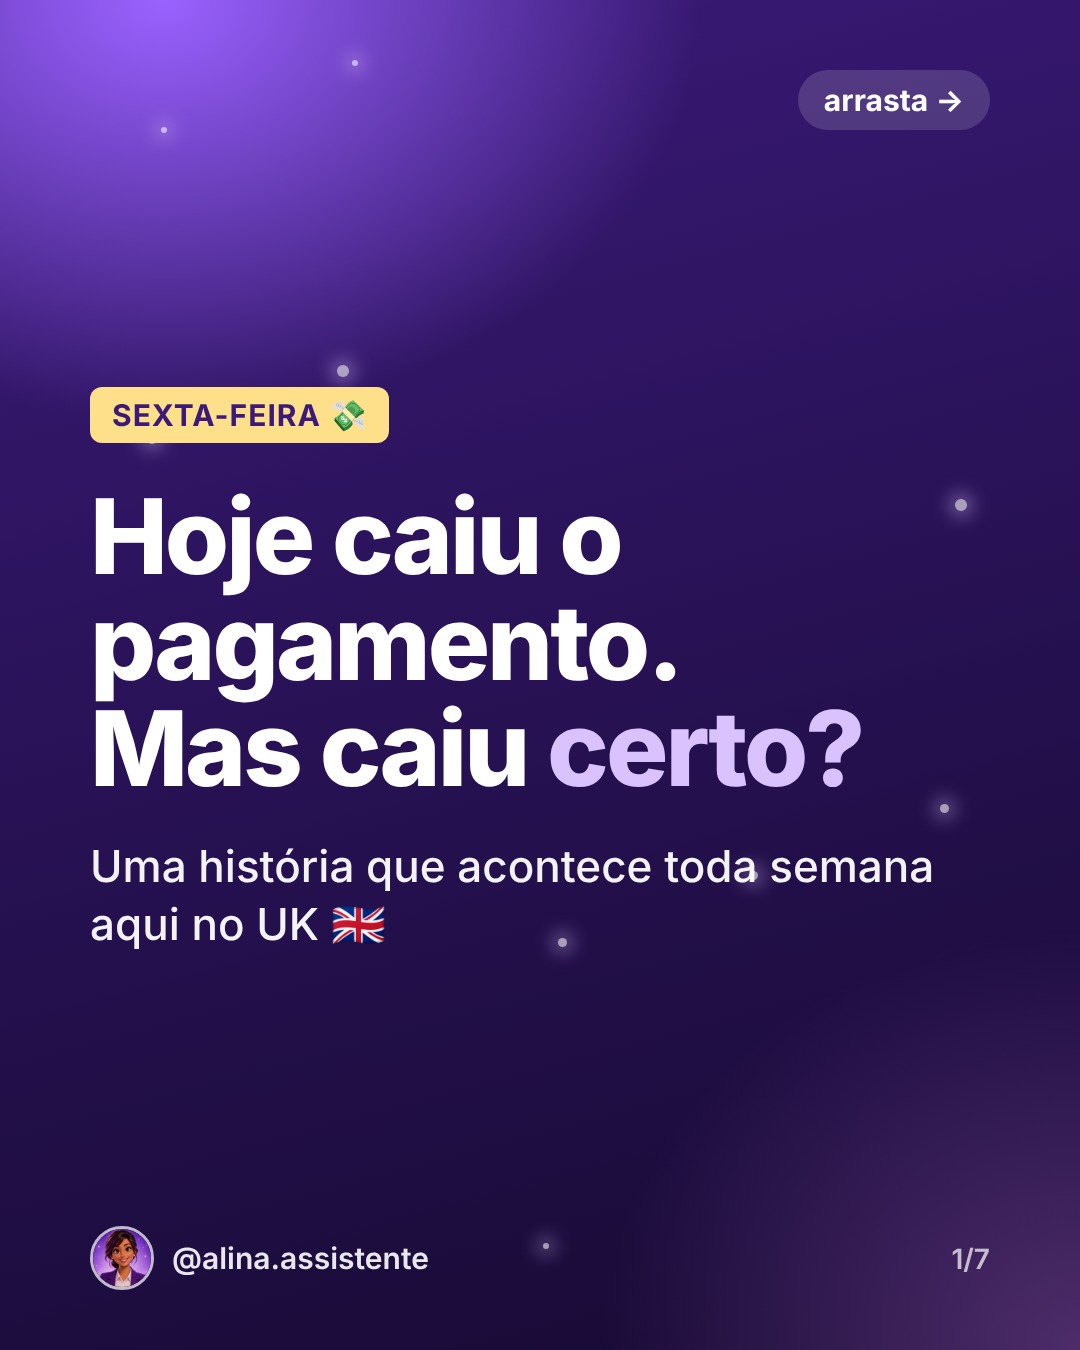 arrasta →
SEXTA-FEIRA 💸
Hoje caiu o
pagamento.
Mas caiu certo?
Uma história que acontece toda semana
aqui no UK 🇬🇧
@alina.assistente
1/7